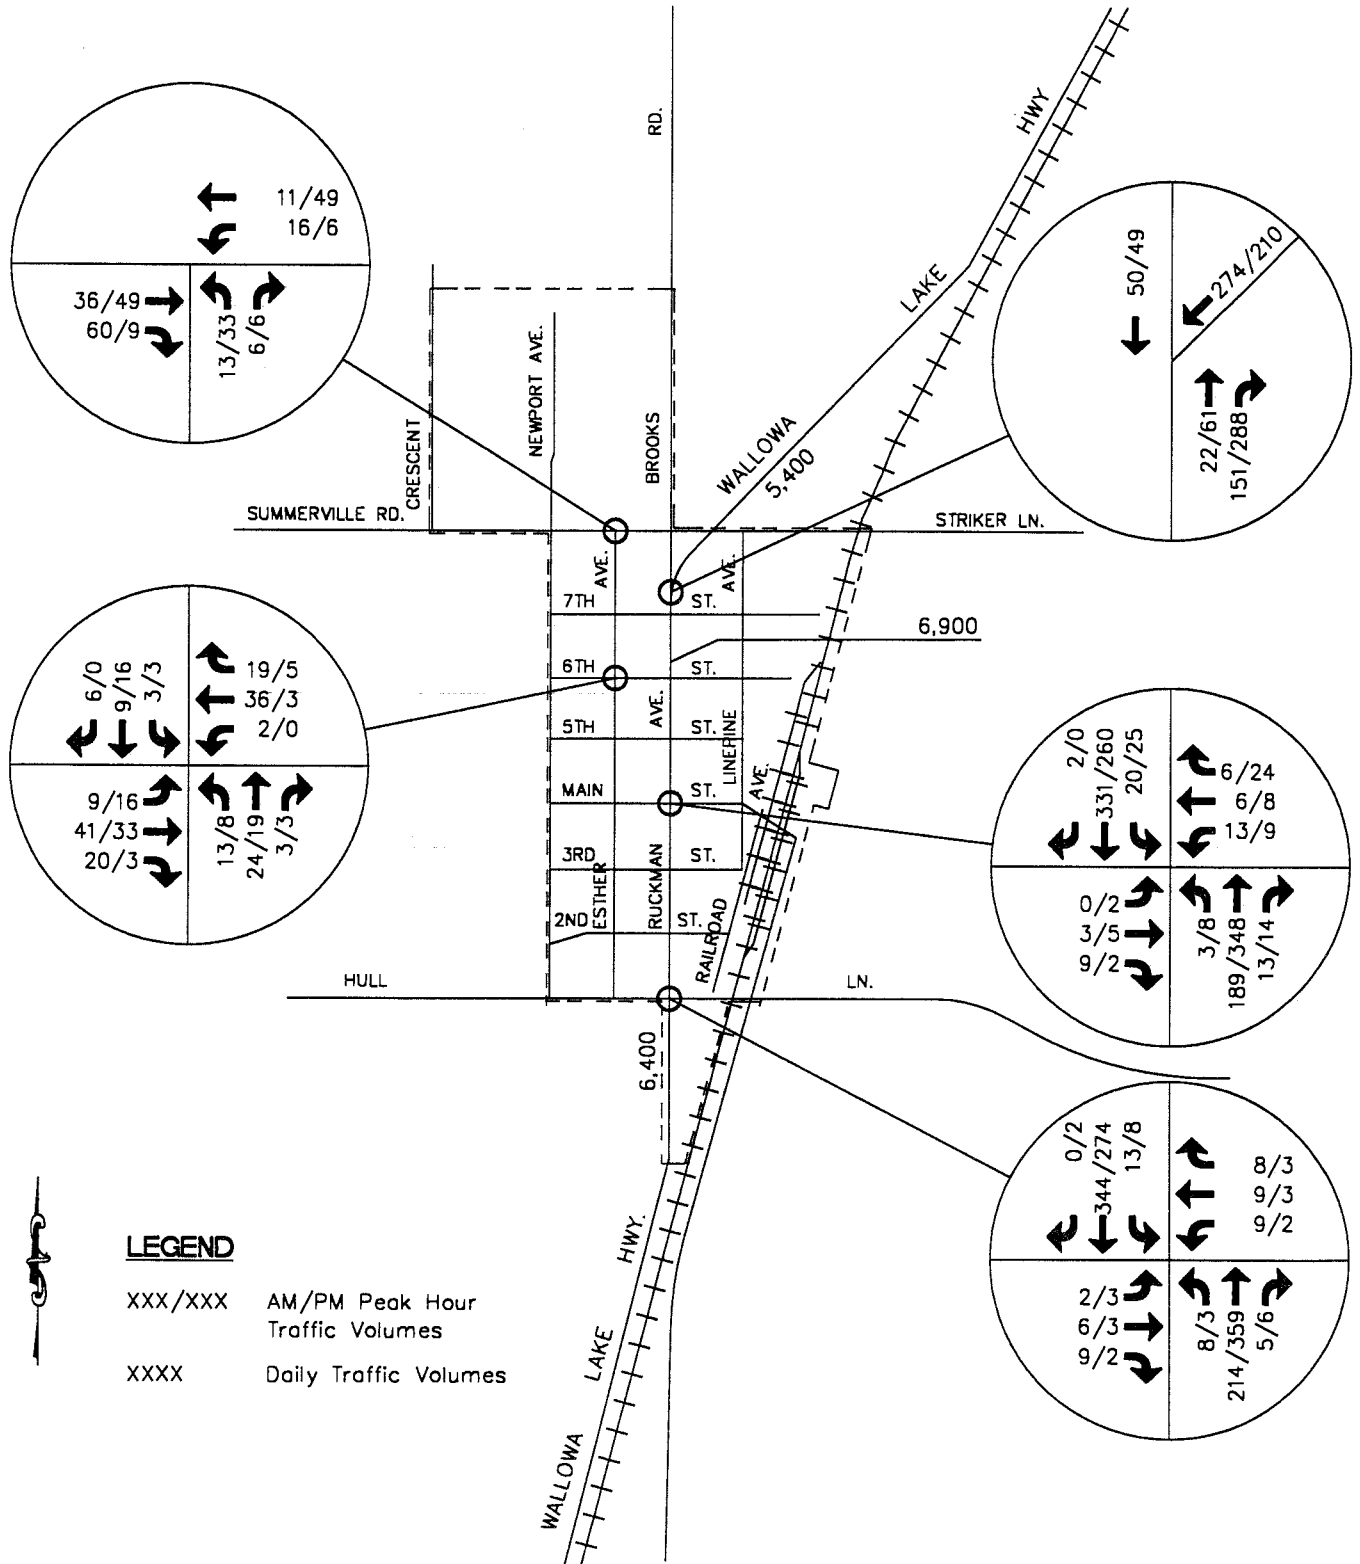 RD.
HWY
LAKE
WALLOWA
5,400
11/49
16/6
36/49
60/9
13/33
6/6
50/49
274/210
22/61
151/288
CRESCENT
NEWPORT AVE.
BROOKS
SUMMERVILLE RD.
STRIKER LN.
AVE.
AVE.
7TH ST.
6,900
6TH ST.
AVE.
5TH ST.
LINEPINE
MAIN ST.
AVE.
3RD ST.
ESTHER
RUCKMAN
2ND ST.
RAILROAD
HULL LN.
6,400
6/0
9/16
3/3
19/5
36/3
2/0
9/16
41/33
20/3
13/8
24/19
3/3
2/0
331/260
20/25
6/24
6/8
13/9
0/2
3/5
9/2
3/8
189/348
13/14
0/2
344/274
13/8
8/3
9/3
9/2
2/3
6/3
9/2
8/3
214/359
5/6
HWY.
LAKE
WALLOWA
LEGEND
XXX/XXX AM/PM Peak Hour
Traffic Volumes
XXXX Daily Traffic Volumes